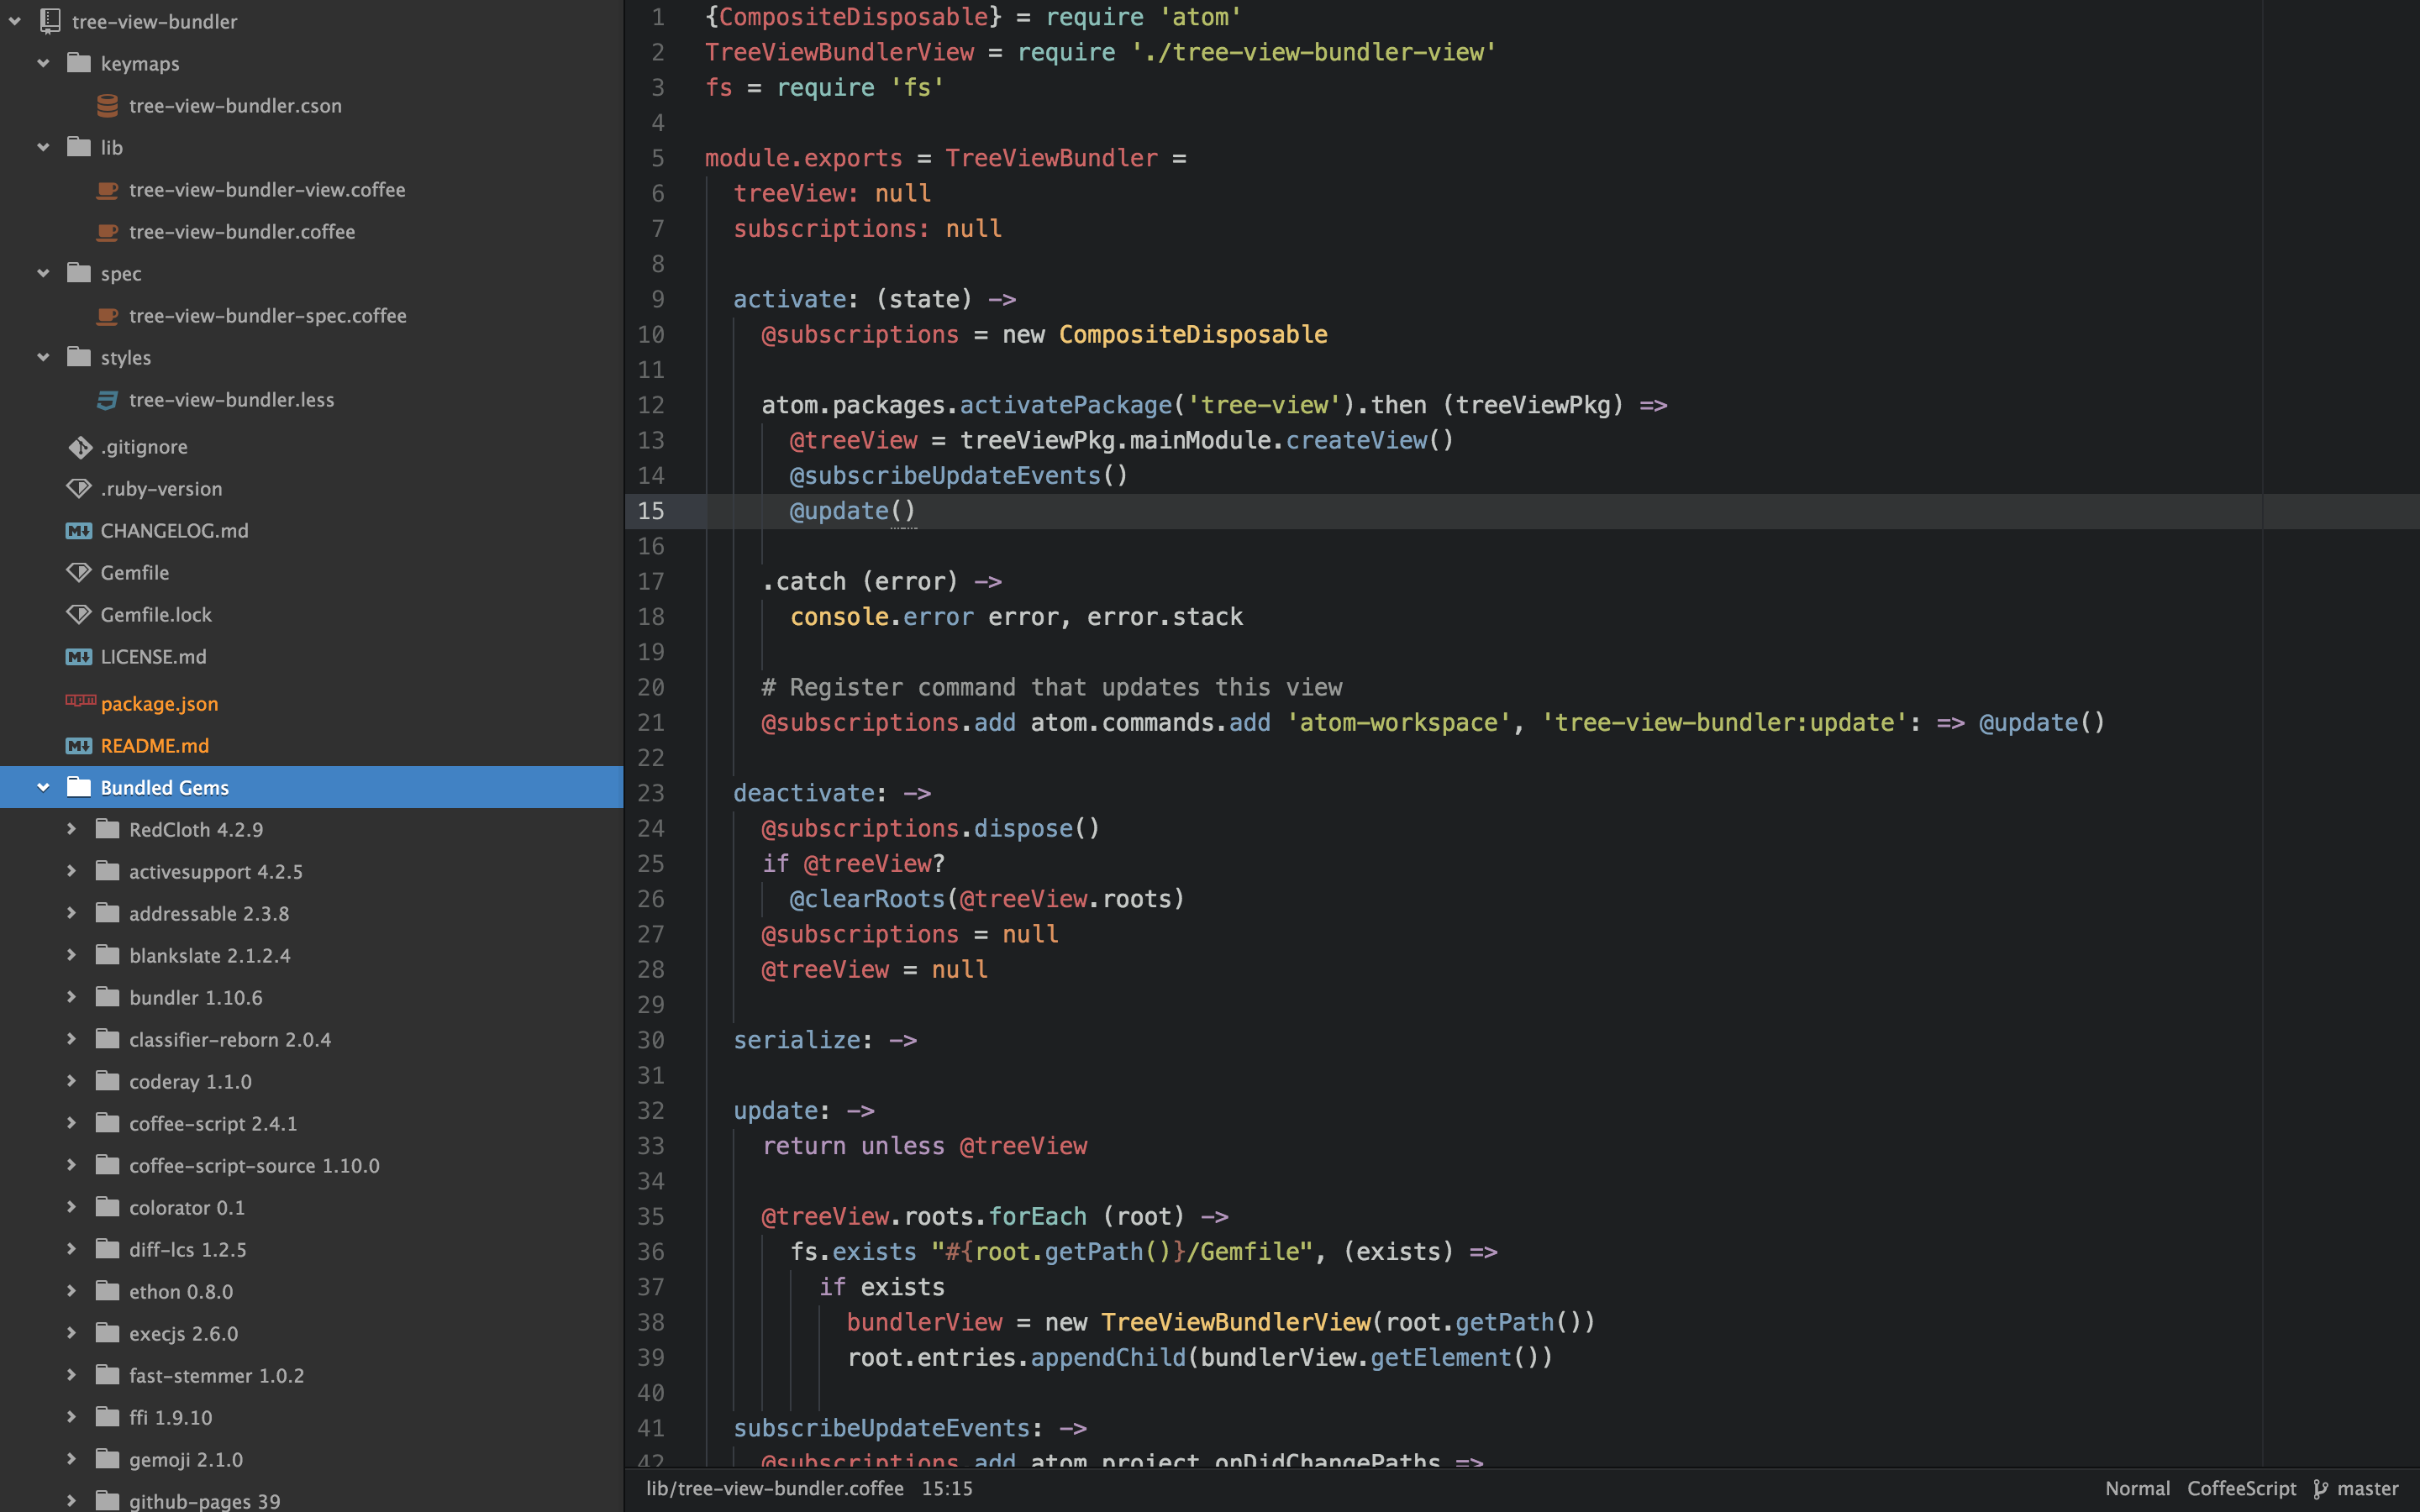 tree-view-bundler
keymaps
tree-view-bundler.cson
lib
tree-view-bundler-view.coffee
tree-view-bundler.coffee
spec
tree-view-bundler-spec.coffee
styles
tree-view-bundler.less
.gitignore
.ruby-version
CHANGELOG.md
Gemfile
Gemfile.lock
LICENSE.md
package.json
README.md
Bundled Gems
RedCloth 4.2.9
activesupport 4.2.5
addressable 2.3.8
blankslate 2.1.2.4
bundler 1.10.6
classifier-reborn 2.0.4
coderay 1.1.0
coffee-script 2.4.1
coffee-script-source 1.10.0
colorator 0.1
diff-lcs 1.2.5
ethon 0.8.0
execjs 2.6.0
fast-stemmer 1.0.2
ffi 1.9.10
gemoji 2.1.0
github-pages 39
1 {CompositeDisposable} = require 'atom'
2 TreeViewBundlerView = require './tree-view-bundler-view'
3 fs = require 'fs'
4
5 module.exports = TreeViewBundler =
6 treeView: null
7 subscriptions: null
8
9 activate: (state) ->
10 @subscriptions = new CompositeDisposable
11
12 atom.packages.activatePackage('tree-view').then (treeViewPkg) =>
13 @treeView = treeViewPkg.mainModule.createView()
14 @subscribeUpdateEvents()
15 @update()
16
17 .catch (error) ->
18 console.error error, error.stack
19
20 # Register command that updates this view
21 @subscriptions.add atom.commands.add 'atom-workspace', 'tree-view-bundler:update': => @update()
22
23 deactivate: ->
24 @subscriptions.dispose()
25 if @treeView?
26 @clearRoots(@treeView.roots)
27 @subscriptions = null
28 @treeView = null
29
30 serialize: ->
31
32 update: ->
33 return unless @treeView
34
35 @treeView.roots.forEach (root) ->
36 fs.exists "#{root.getPath()}/Gemfile", (exists) =>
37 if exists
38 bundlerView = new TreeViewBundlerView(root.getPath())
39 root.entries.appendChild(bundlerView.getElement())
40
41 subscribeUpdateEvents: ->
42 @subscriptions.add atom.project.onDidChangePaths =>
lib/tree-view-bundler.coffee 15:15
Normal CoffeeScript master